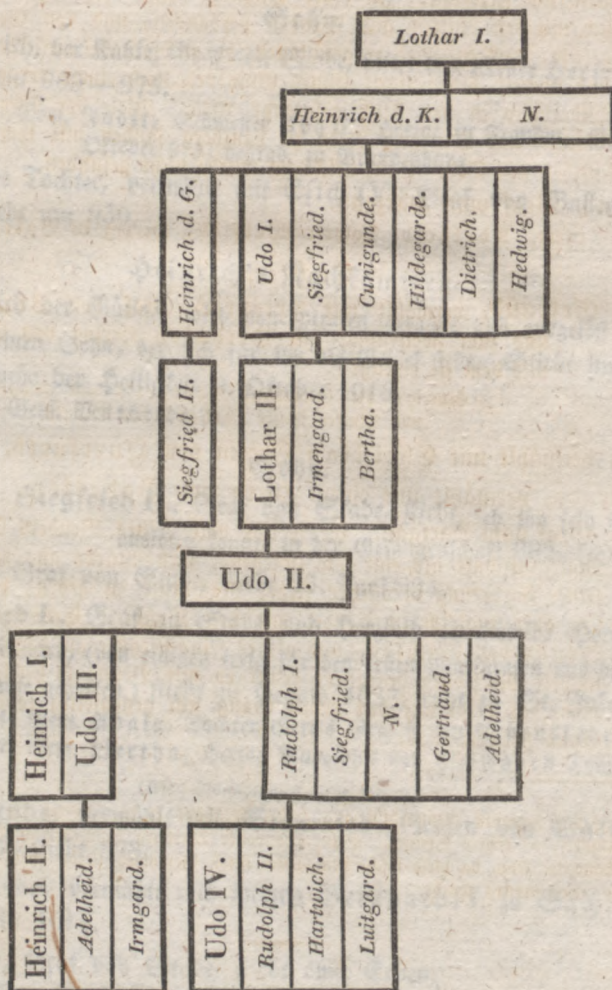 Lothar I.
Heinrich d. K.
N.
Heinrich d. G.
Udo I.
Siegfried.
Cunigunde.
Hildegarde.
Dietrich.
Hedwig.
Siegfried II.
Lothar II.
Irmengard.
Bertha.
Udo II.
Heinrich I.
Udo III.
Rudolph I.
Siegfried.
N.
Gertraud.
Adelheid.
Heinrich II.
Adelheid.
Irmgard.
Udo IV.
Rudolph II.
Hartwich.
Luitgard.